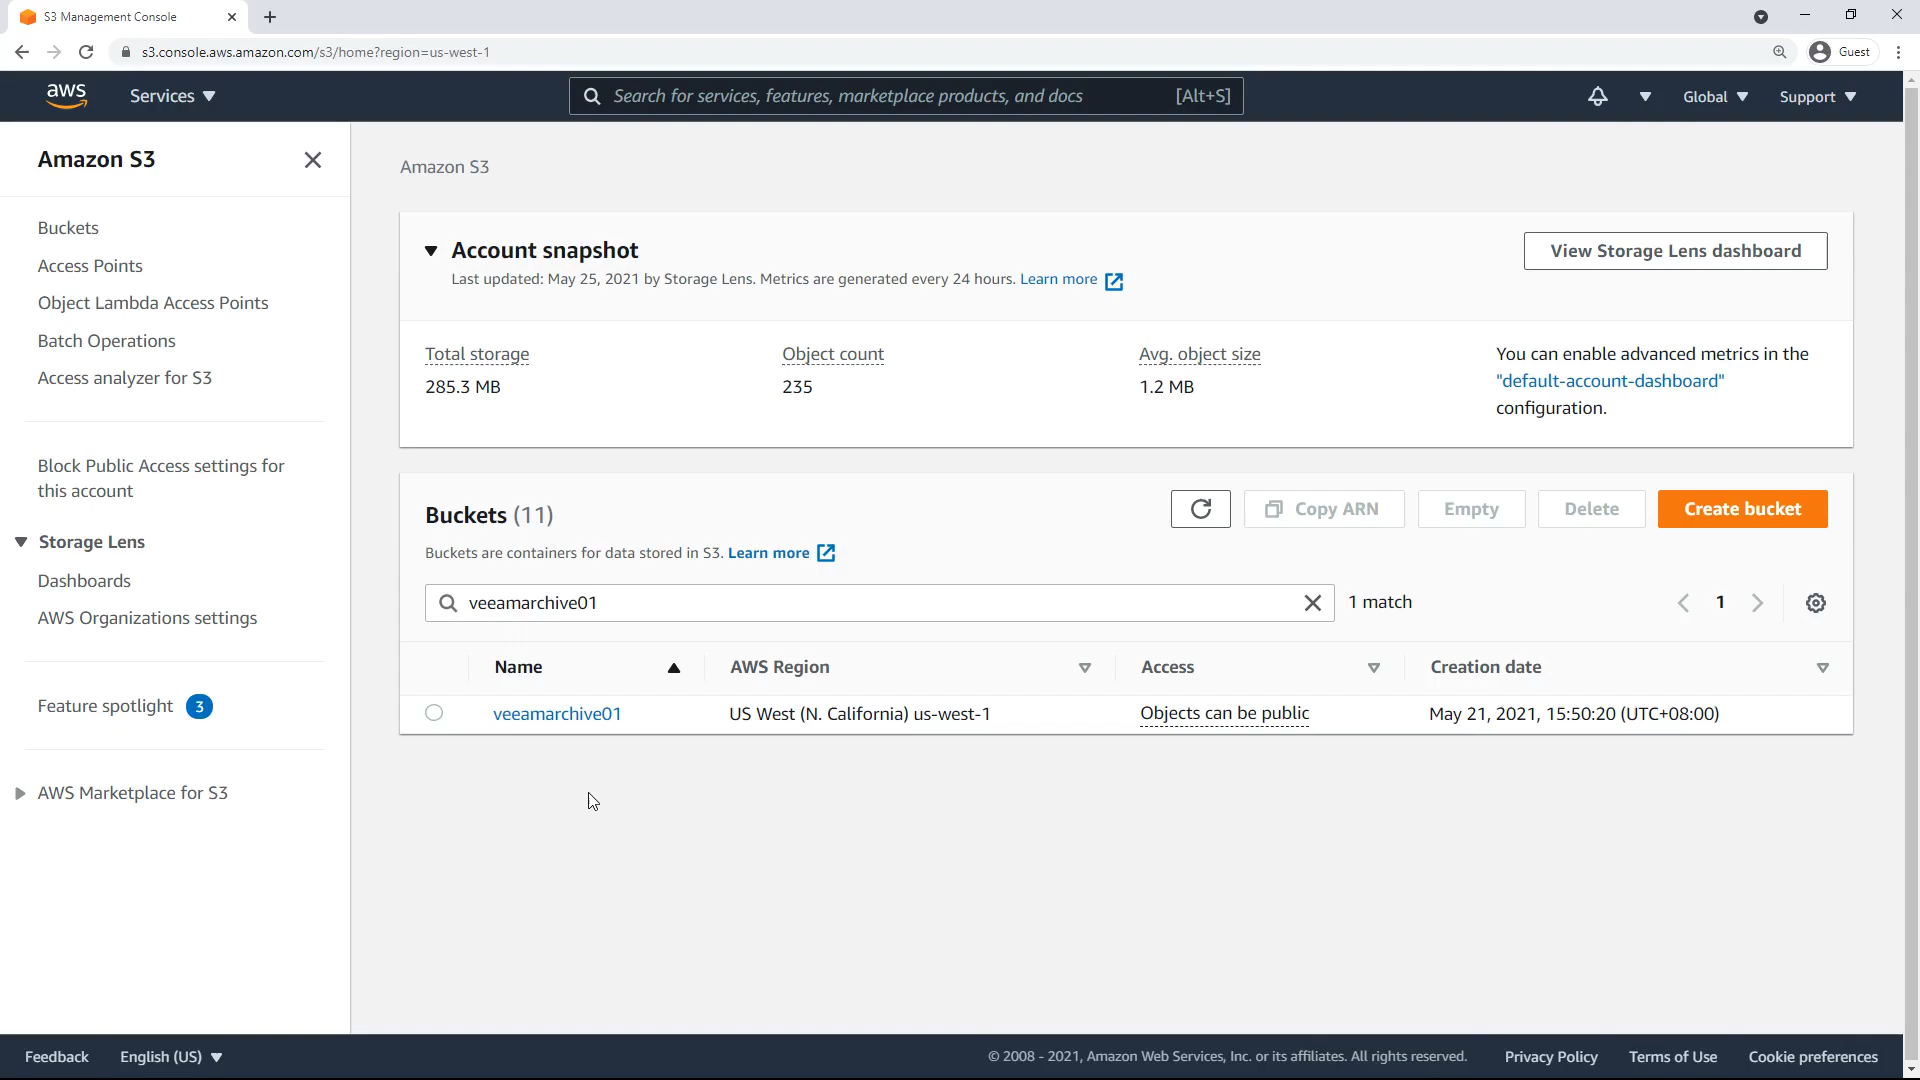 S3 Management Console
s3.console.aws.amazon.com/s3/home?region=us-west-1
Guest
aws
Services
Search for services, features, marketplace products, and docs
[Alt+S]
Global
Support
Amazon S3
Buckets
Access Points
Object Lambda Access Points
Batch Operations
Access analyzer for S3
Block Public Access settings for
this account
Storage Lens
Dashboards
AWS Organizations settings
Feature spotlight 3
AWS Marketplace for S3
Amazon S3
Account snapshot
View Storage Lens dashboard
Last updated: May 25, 2021 by Storage Lens. Metrics are generated every 24 hours. Learn more
Total storage
285.3 MB
Object count
235
Avg. object size
1.2 MB
You can enable advanced metrics in the
"default-account-dashboard"
configuration.
Buckets (11)
Copy ARN
Empty
Delete
Create bucket
Buckets are containers for data stored in S3. Learn more
veeamarchive01
1 match
1
Name
AWS Region
Access
Creation date
veeamarchive01
US West (N. California) us-west-1
Objects can be public
May 21, 2021, 15:50:20 (UTC+08:00)
Feedback
English (US)
© 2008 - 2021, Amazon Web Services, Inc. or its affiliates. All rights reserved.
Privacy Policy
Terms of Use
Cookie preferences